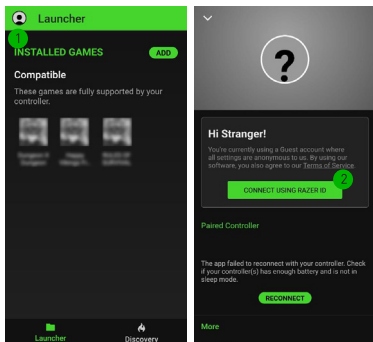 Launcher
1
INSTALLED GAMES
ADD
Compatible
These games are fully supported by your
controller.
Launcher
Discovery
?
Hi Stranger!
You're currently using a Guest account where
all settings are anonymous to us. By using our
software, you also agree to our Terms of Service.
2
CONNECT USING RAZER ID
Paired Controller
The app failed to reconnect with your controller. Check
if your controller(s) has enough battery and is not in
sleep mode.
RECONNECT
More